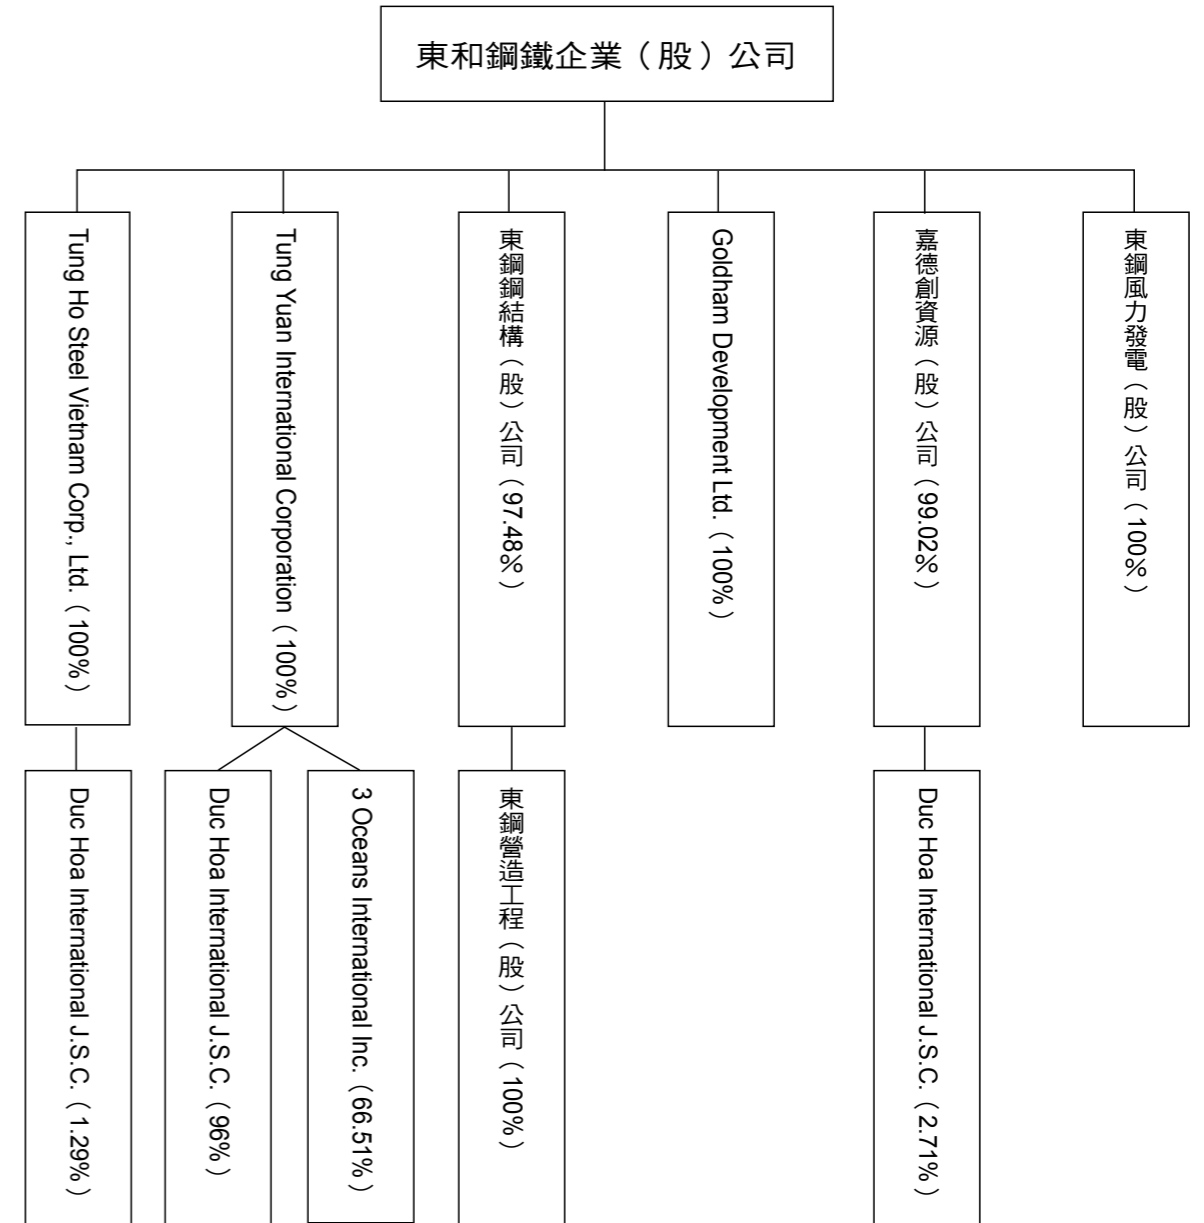 東和鋼鐵企業（股）公司
Tung Ho Steel Vietnam Corp., Ltd.（100%）
Tung Yuan International Corporation（100%）
東鋼鋼結構（股）公司（97.48%）
Goldham Development Ltd.（100%）
嘉德創資源（股）公司（99.02%）
東鋼風力發電（股）公司（100%）
Duc Hoa International J.S.C.（1.29%）
Duc Hoa International J.S.C.（96%）
3 Oceans International Inc.（66.51%）
東鋼營造工程（股）公司（100%）
Duc Hoa International J.S.C.（2.71%）